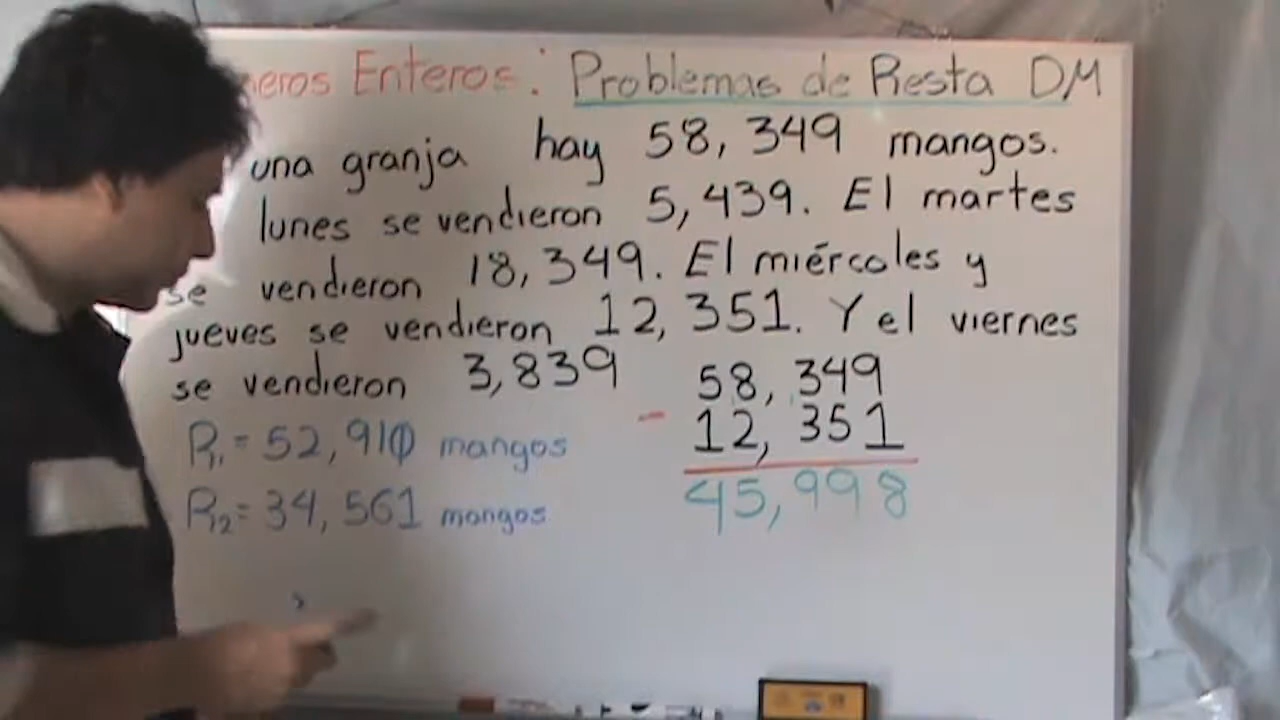 neros Enteros: Problemas de Resta DM
una granja hay 58,349 mangos.
lunes se vendieron 5,439. El martes
se vendieron 18,349. El miércoles y
jueves se vendieron 12,351. Y el viernes
se vendieron 3,839
58,349
- 12,351
45,998
R1.= 52,910 mangos
R2= 34,561 mangos